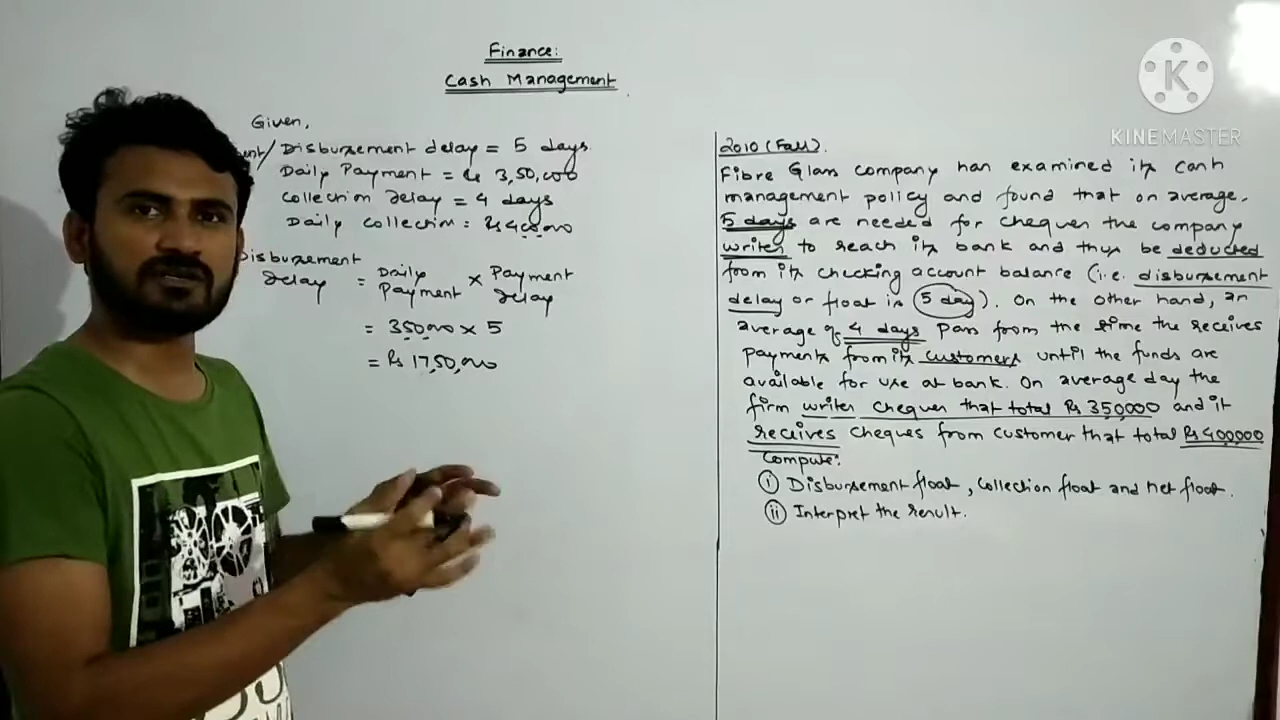 Finance:
Cash Management
Given,
ment/Disbursement delay = 5 days.
Daily Payment = Rs 3,50,000
Collection delay = 4 days
Daily collection = Rs 400000
Disbursement delay = Daily Payment × Payment delay
= 350000 × 5
= Rs 17,50,000
2010 (Fall).
Fibre Glass company has examined its cash
management policy and found that on average,
5 days are needed for cheques the company
writes to reach its bank and thus be deducted
from its checking account balance (i.e. disbursement
delay or float is 5 day). On the other hand, an
average of 4 days pass from the time the receives
payments from its customers until the funds are
available for use at bank. On average day the
firm writes cheques that total Rs 350000 and it
receives cheques from customer that total Rs 400000
Compute:
(i) Disbursement float, Collection float and net float.
(ii) Interpret the result.
K
KINEMASTER